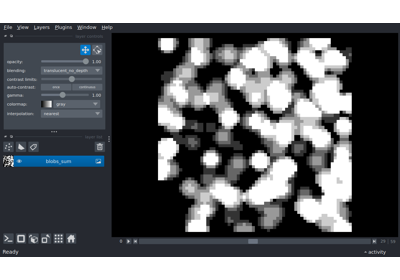 File View Layers Plugins Window Help
opacity: 1.00
blending: translucent_no_depth
contrast limits:
auto-contrast: once continuous
gamma: 1.00
colormap: gray
interpolation: nearest
blobs_sum
Ready
activity